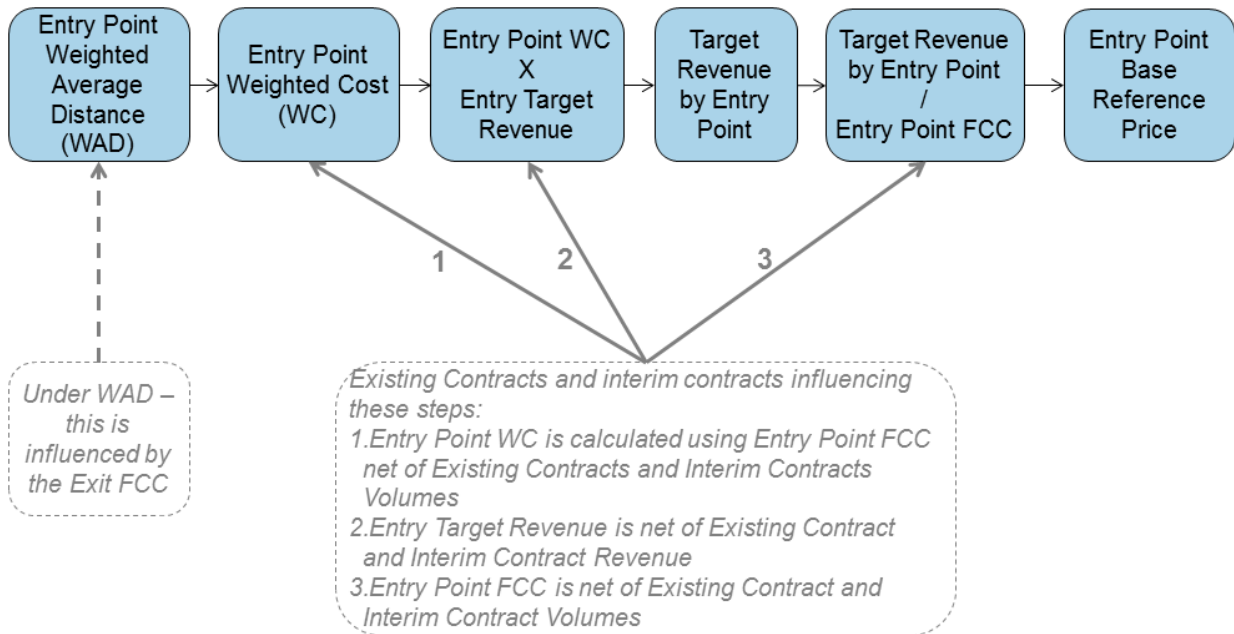 Entry Point
Weighted
Average
Distance
(WAD)
Entry Point
Weighted Cost
(WC)
Entry Point WC
X
Entry Target
Revenue
Target
Revenue
by Entry
Point
Target Revenue
by Entry Point
/
Entry Point FCC
Entry Point
Base
Reference
Price
1
2
3
Under WAD –
this is
influenced by
the Exit FCC
Existing Contracts and interim contracts influencing
these steps:
1.Entry Point WC is calculated using Entry Point FCC
net of Existing Contracts and Interim Contracts
Volumes
2.Entry Target Revenue is net of Existing Contract
and Interim Contract Revenue
3.Entry Point FCC is net of Existing Contract and
Interim Contract Volumes